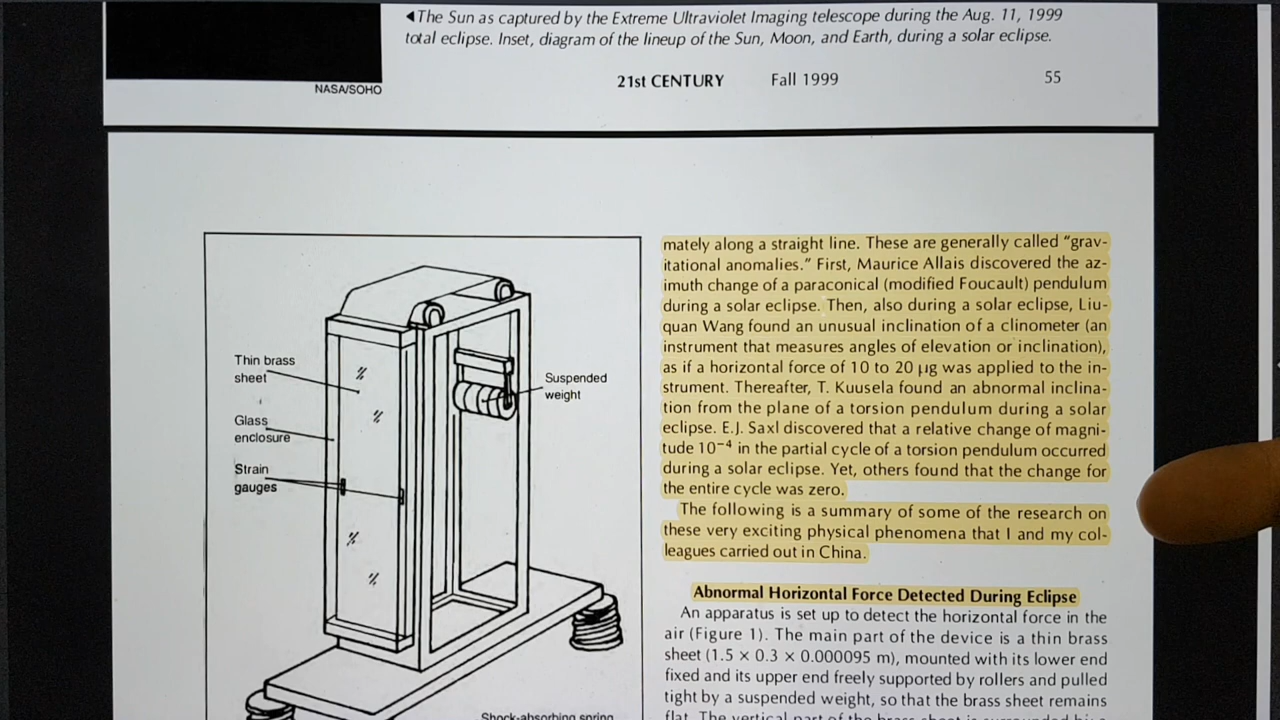 ◄The Sun as captured by the Extreme Ultraviolet Imaging telescope during the Aug. 11, 1999
total eclipse. Inset, diagram of the lineup of the Sun, Moon, and Earth, during a solar eclipse.
NASA/SOHO
21st CENTURY Fall 1999 55
Thin brass
sheet
Glass
enclosure
Strain
gauges
Suspended
weight
Shock-absorbing spring
mately along a straight line. These are generally called “grav-
itational anomalies.” First, Maurice Allais discovered the az-
imuth change of a paraconical (modified Foucault) pendulum
during a solar eclipse. Then, also during a solar eclipse, Liu-
quan Wang found an unusual inclination of a clinometer (an
instrument that measures angles of elevation or inclination),
as if a horizontal force of 10 to 20 µg was applied to the in-
strument. Thereafter, T. Kuusela found an abnormal inclina-
tion from the plane of a torsion pendulum during a solar
eclipse. E.J. Saxl discovered that a relative change of magni-
tude 10⁻⁴ in the partial cycle of a torsion pendulum occurred
during a solar eclipse. Yet, others found that the change for
the entire cycle was zero.
The following is a summary of some of the research on
these very exciting physical phenomena that I and my col-
leagues carried out in China.
Abnormal Horizontal Force Detected During Eclipse
An apparatus is set up to detect the horizontal force in the
air (Figure 1). The main part of the device is a thin brass
sheet (1.5 × 0.3 × 0.000095 m), mounted with its lower end
fixed and its upper end freely supported by rollers and pulled
tight by a suspended weight, so that the brass sheet remains
flat. The vertical part of the brass sheet is surrounded